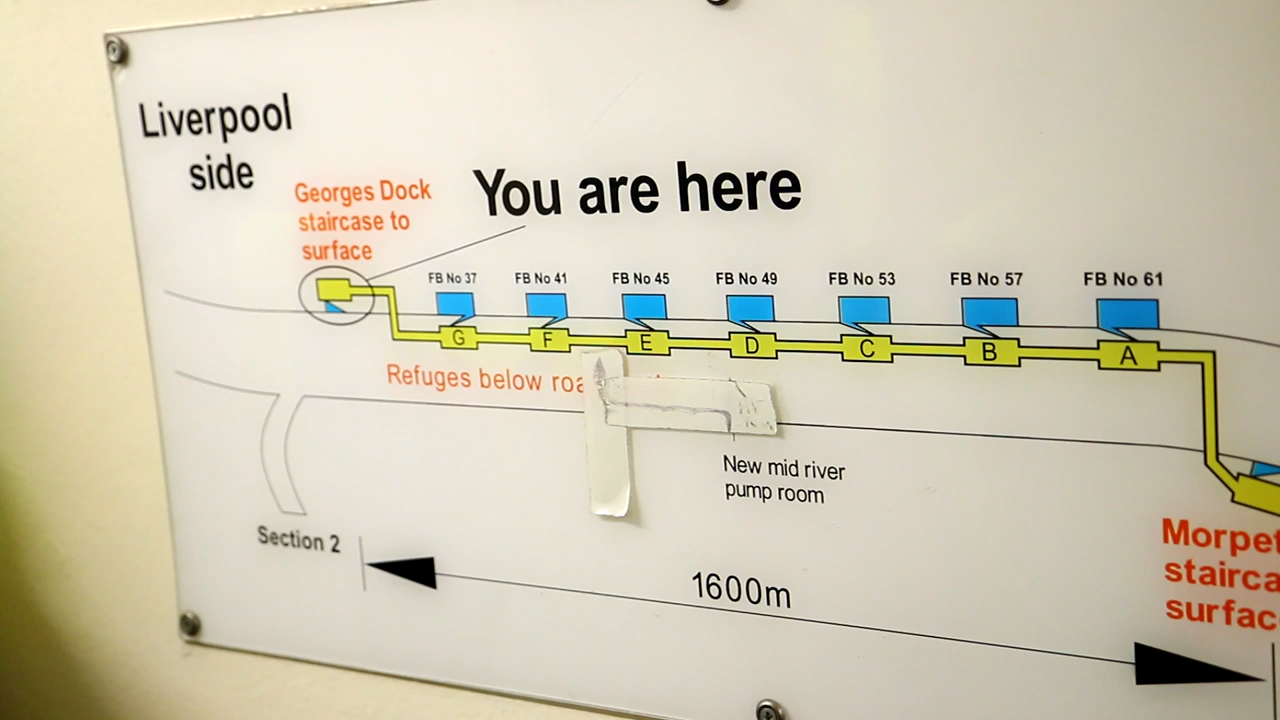 Liverpool
side
Georges Dock
staircase to
surface
You are here
FB No 37
FB No 41
FB No 45
FB No 49
FB No 53
FB No 57
FB No 61
G
F
E
D
C
B
A
Refuges below
New mid river
pump room
Section 2
1600m